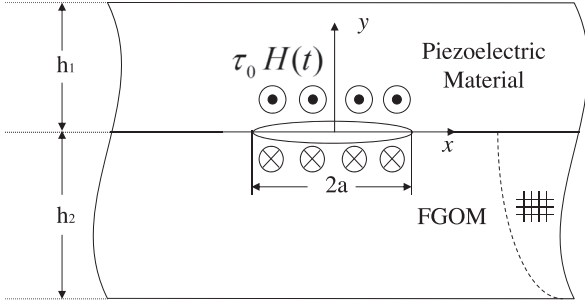 y
h₁
τ₀ H(t)
Piezoelectric
Material
x
2a
h₂
FGOM